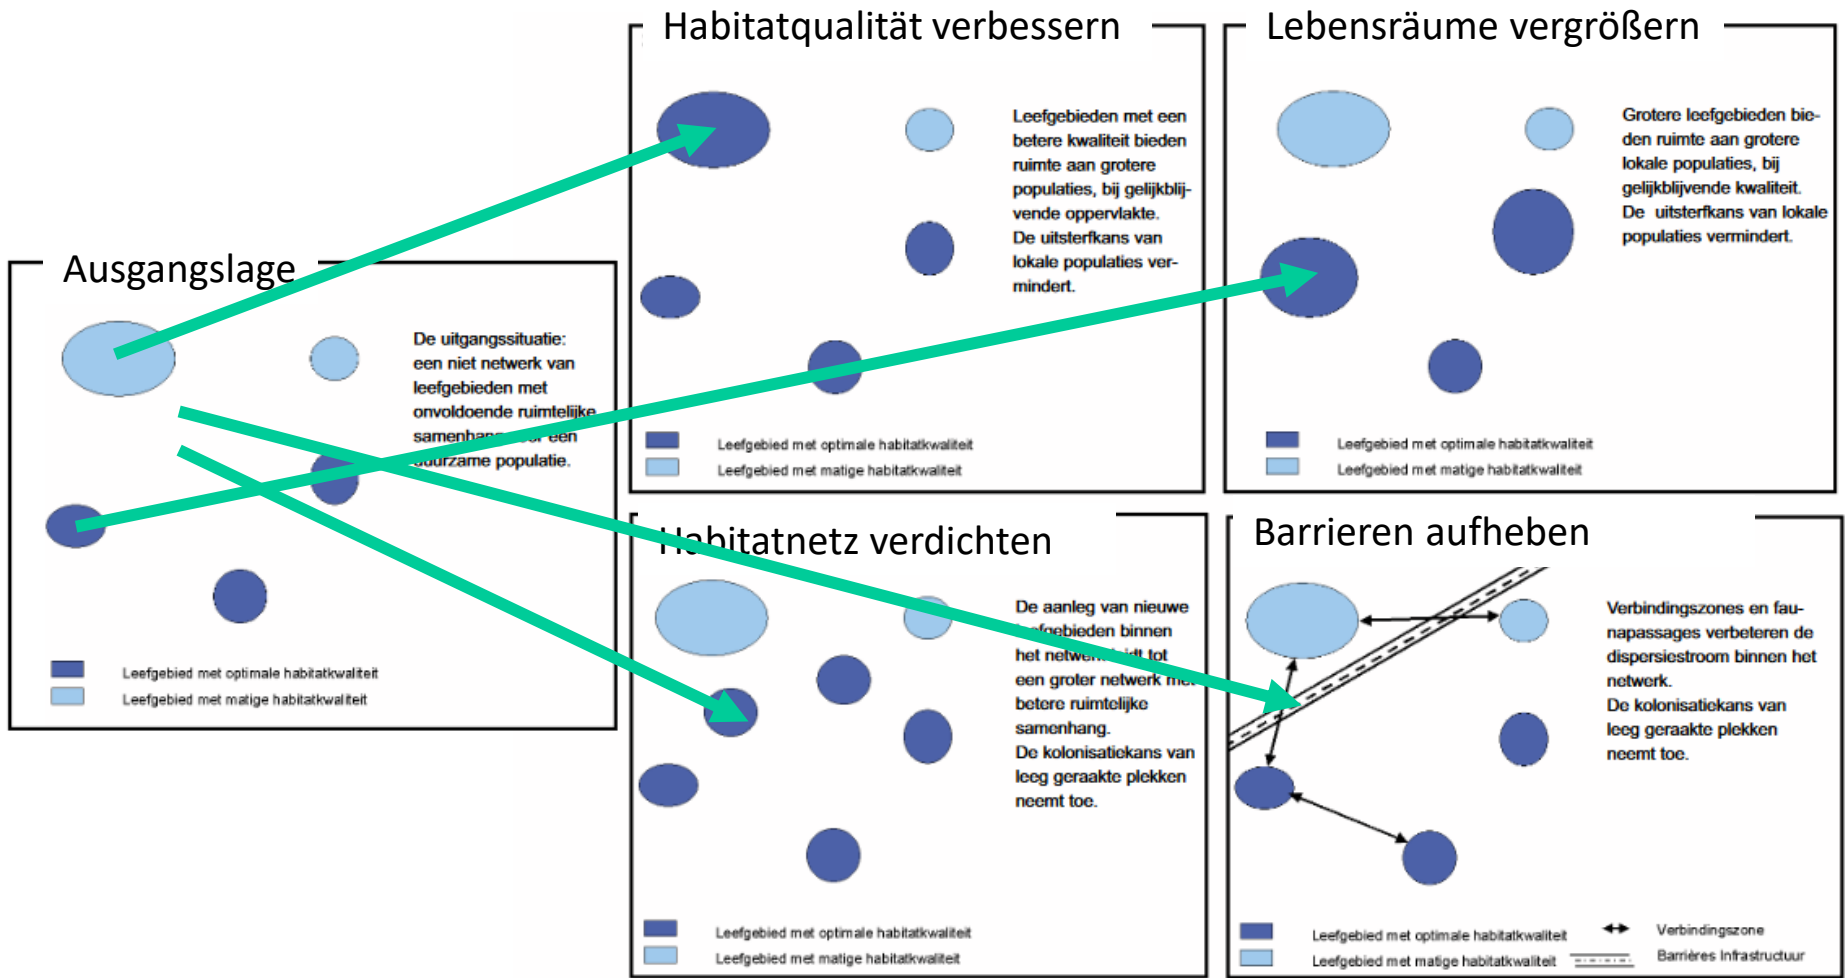 Ausgangslage
De uitgangssituatie:
een niet netwerk van
leefgebieden met
onvoldoende ruimtelijke
samenhang een
duurzame populatie.
Leefgebied met optimale habitatkwaliteit
Leefgebied met matige habitatkwaliteit
Habitatqualität verbessern
Leefgebieden met een
betere kwaliteit bieden
ruimte aan grotere
populaties, bij gelijkblij-
vende oppervlakte.
De uitsterfkans van
lokale populaties ver-
mindert.
Leefgebied met optimale habitatkwaliteit
Leefgebied met matige habitatkwaliteit
Lebensräume vergrößern
Grotere leefgebieden bie-
den ruimte aan grotere
lokale populaties, bij
gelijkblijvende kwaliteit.
De uitsterfkans van lokale
populaties vermindert.
Leefgebied met optimale habitatkwaliteit
Leefgebied met matige habitatkwaliteit
Habitatnetz verdichten
De aanleg van nieuwe
leefgebieden binnen
het netwerk leidt tot
een groter netwerk met
betere ruimtelijke
samenhang.
De kolonisatiekans van
leeg geraakte plekken
neemt toe.
Leefgebied met optimale habitatkwaliteit
Leefgebied met matige habitatkwaliteit
Barrieren aufheben
Verbindingszones en fau-
napassages verbeteren de
dispersiestroom binnen het
netwerk.
De kolonisatiekans van
leeg geraakte plekken
neemt toe.
Leefgebied met optimale habitatkwaliteit
Leefgebied met matige habitatkwaliteit
Verbindingszone
Barrières Infrastructuur